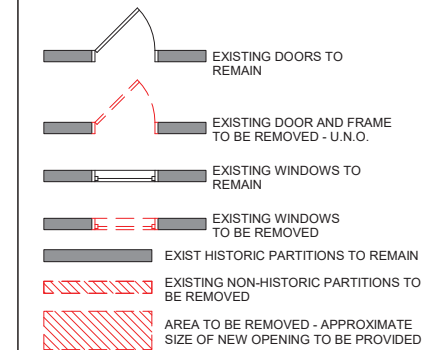 EXISTING DOORS TO
REMAIN
EXISTING DOOR AND FRAME
TO BE REMOVED - U.N.O.
EXISTING WINDOWS TO
REMAIN
EXISTING WINDOWS
TO BE REMOVED
EXIST HISTORIC PARTITIONS TO REMAIN
EXISTING NON-HISTORIC PARTITIONS TO
BE REMOVED
AREA TO BE REMOVED - APPROXIMATE
SIZE OF NEW OPENING TO BE PROVIDED